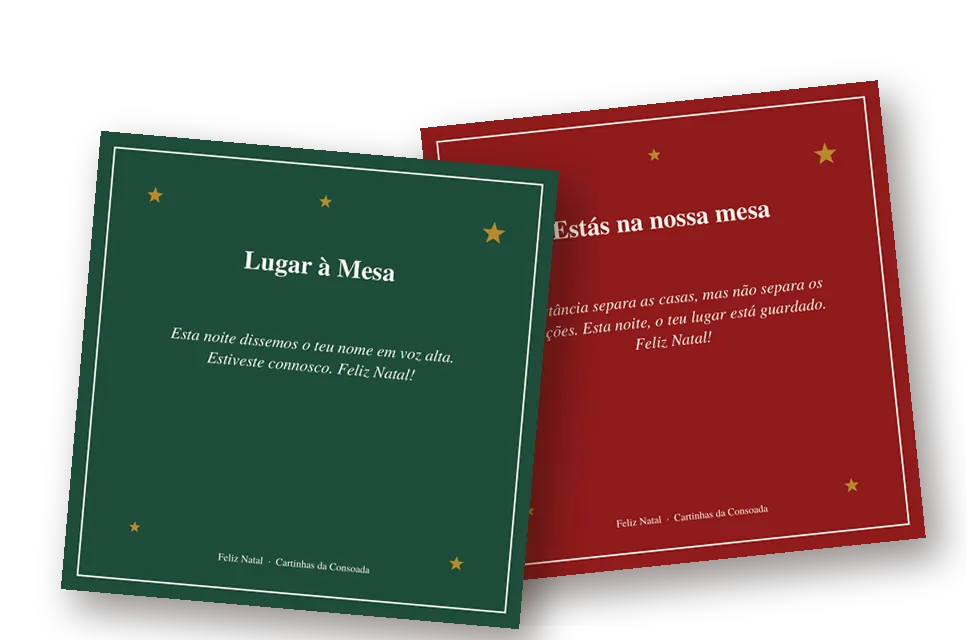 Lugar à Mesa
Esta noite dissemos o teu nome em voz alta.
Estiveste connosco. Feliz Natal!
Feliz Natal · Cartinhas da Consoada
Estás na nossa mesa
separa as casas, mas não separa os
Esta noite, o teu lugar está guardado.
Feliz Natal!
Feliz Natal · Cartinhas da Consoada